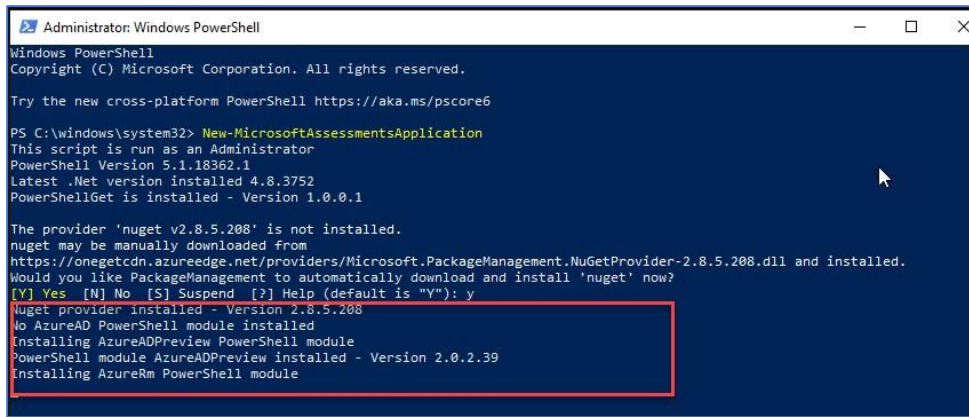 Administrator: Windows PowerShell
Windows PowerShell
Copyright (C) Microsoft Corporation. All rights reserved.
Try the new cross-platform PowerShell https://aka.ms/pscore6
PS C:\windows\system32> New-MicrosoftAssessmentsApplication
This script is run as an Administrator
PowerShell Version 5.1.18362.1
Latest .Net version installed 4.8.3752
PowerShellGet is installed - Version 1.0.0.1
The provider 'nuget v2.8.5.208' is not installed.
nuget may be manually downloaded from
https://onegetcdn.azureedge.net/providers/Microsoft.PackageManagement.NuGetProvider-2.8.5.208.dll and installed.
Would you like PackageManagement to automatically download and install 'nuget' now?
[Y] Yes  [N] No  [S] Suspend  [?] Help (default is "Y"): y
Nuget provider installed - Version 2.8.5.208
No AzureAD PowerShell module installed
Installing AzureADPreview PowerShell module
PowerShell module AzureADPreview installed - Version 2.0.2.39
Installing AzureRm PowerShell module